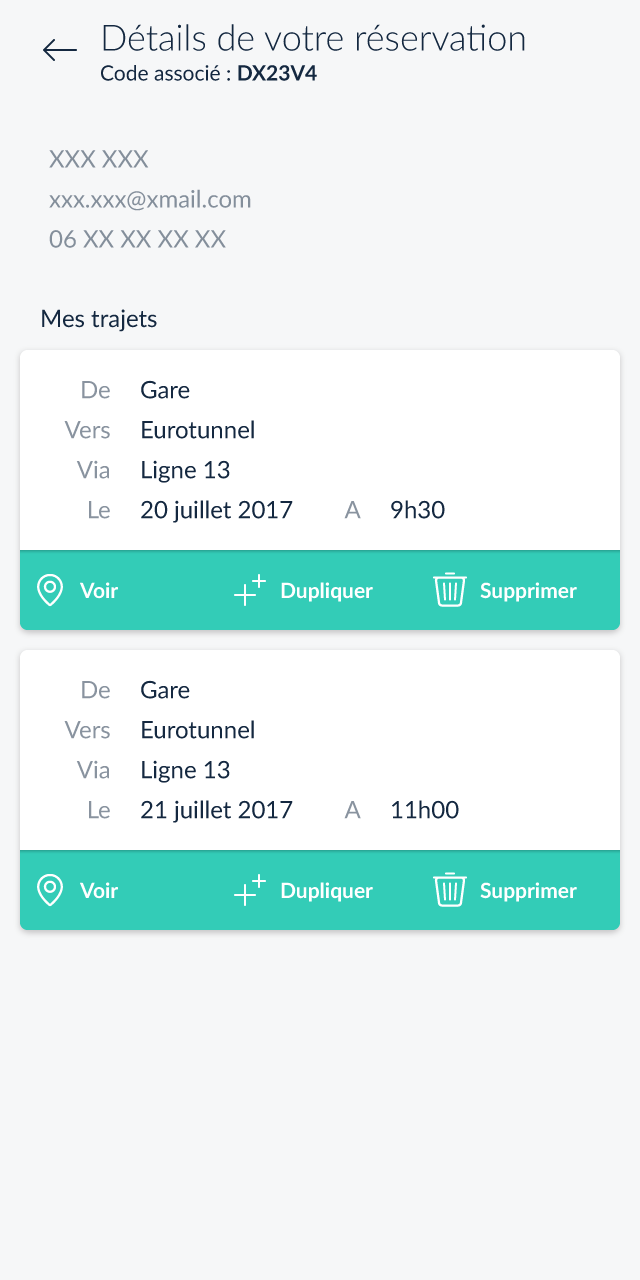 Détails de votre réservation
Code associé : DX23V4
XXX XXX
xxx.xxx@xmail.com
06 XX XX XX XX
Mes trajets
De Gare
Vers Eurotunnel
Via Ligne 13
Le 20 juillet 2017 A 9h30
Voir Dupliquer Supprimer
De Gare
Vers Eurotunnel
Via Ligne 13
Le 21 juillet 2017 A 11h00
Voir Dupliquer Supprimer